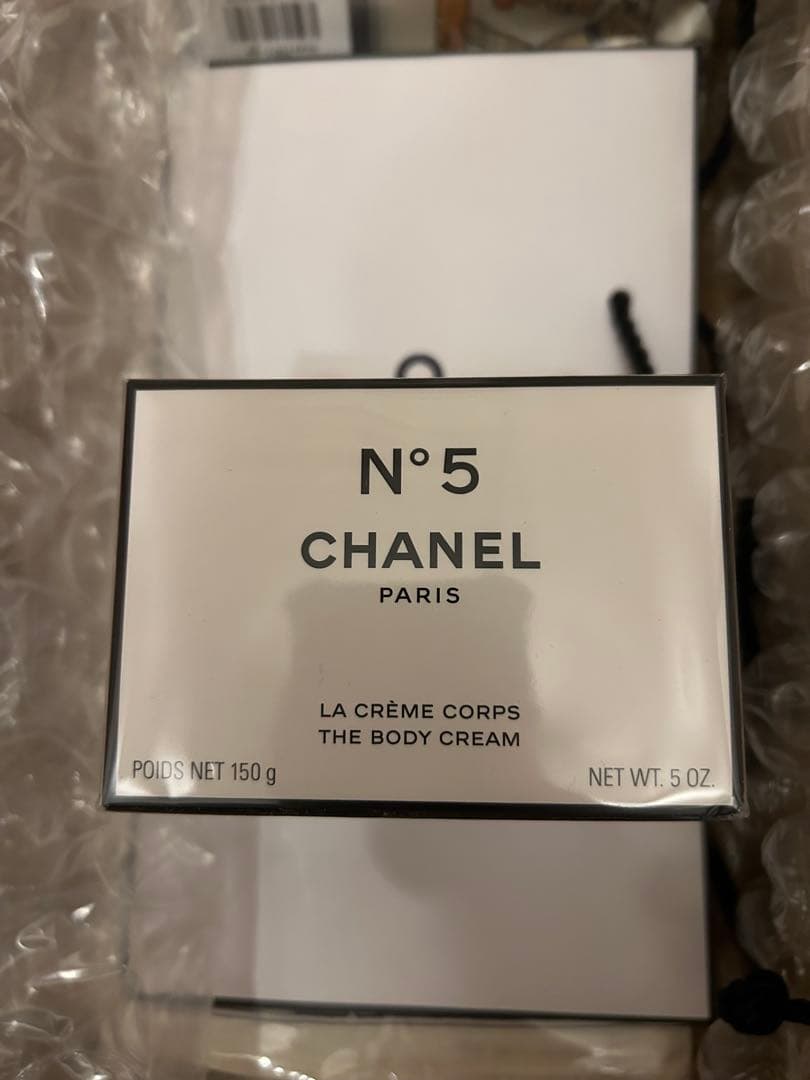 N°5
CHANEL
PARIS
LA CRÈME CORPS
THE BODY CREAM
POIDS NET 150 g
NET WT. 5 OZ.